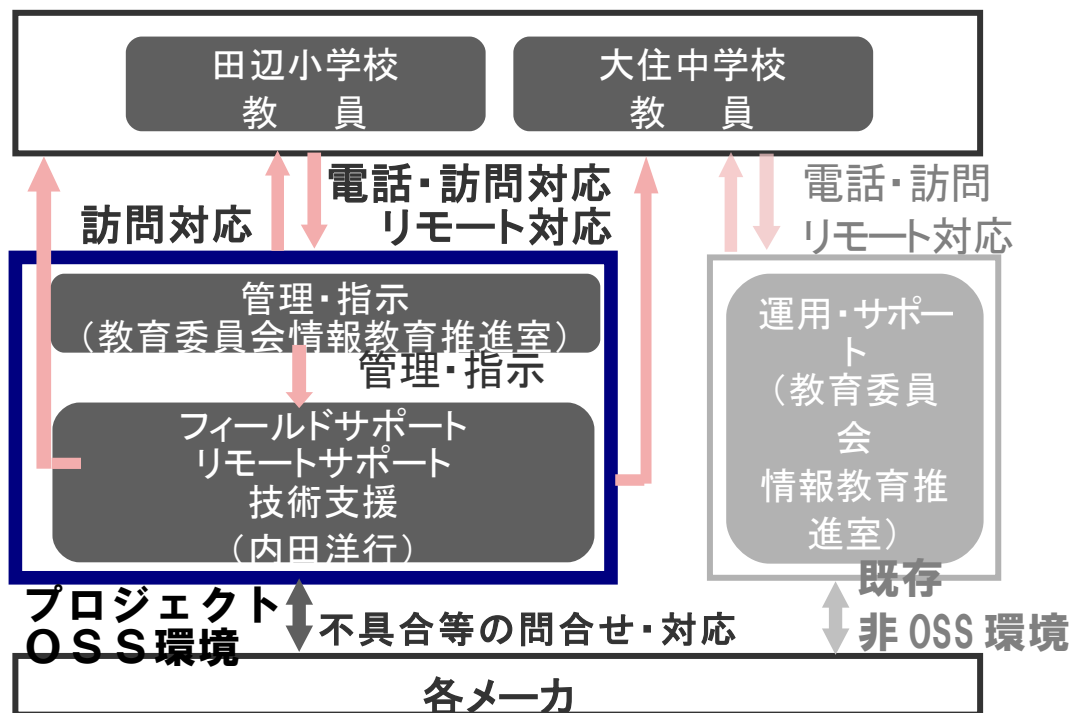 田辺小学校
教　員
大住中学校
教　員
訪問対応
電話・訪問対応
リモート対応
電話・訪問
リモート対応
管理・指示
（教育委員会情報教育推進室）
管理・指示
フィールドサポート
リモートサポート
技術支援
（内田洋行）
運用・サポー
ト
（教育委員
会
情報教育推
進室）
プロジェクト
ＯＳＳ環境
不具合等の問合せ・対応
既存
非OSS環境
各メーカ